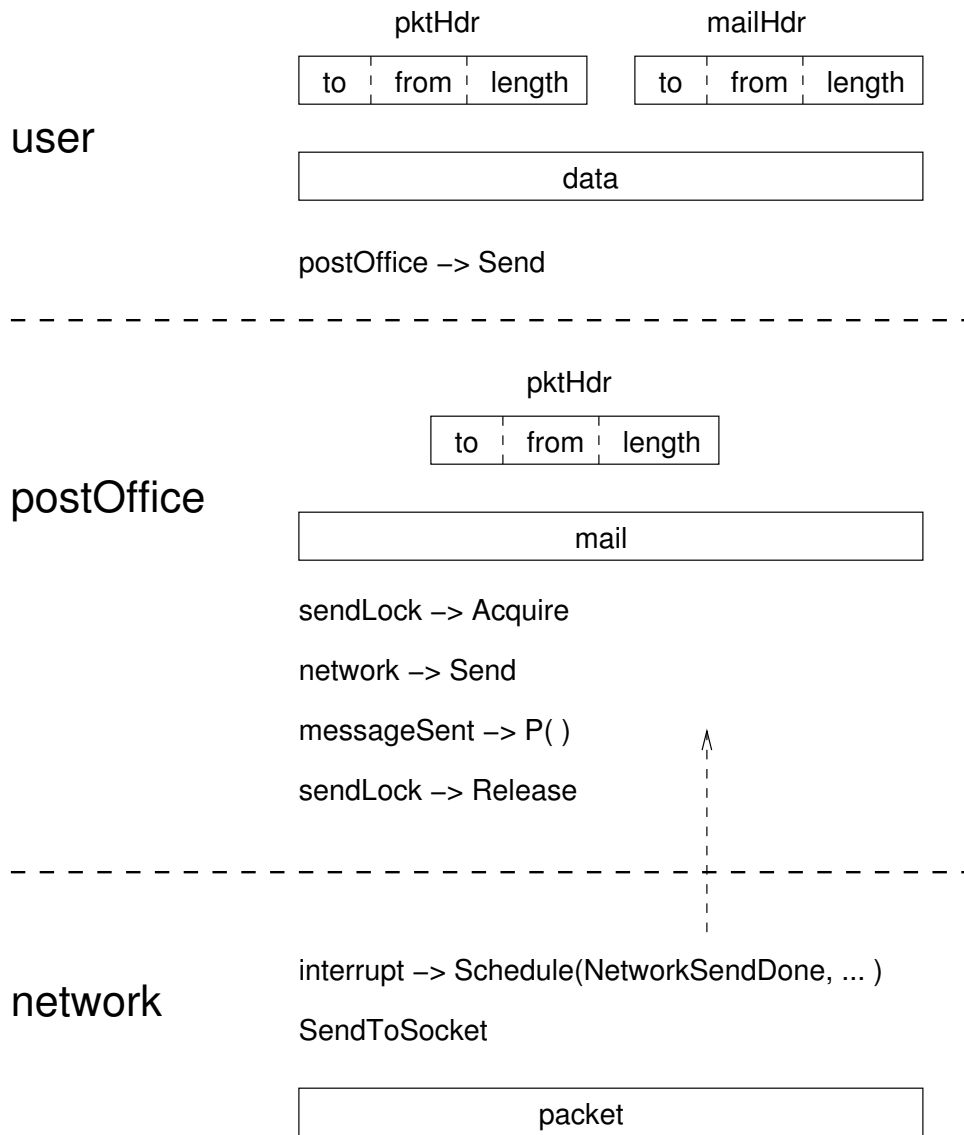 pktHdr mailHdr
to from length to from length
user
data
postOffice −> Send
pktHdr
to from length
postOffice
mail
sendLock −> Acquire
network −> Send
messageSent −> P( )
sendLock −> Release
interrupt −> Schedule(NetworkSendDone, ... )
network
SendToSocket
packet